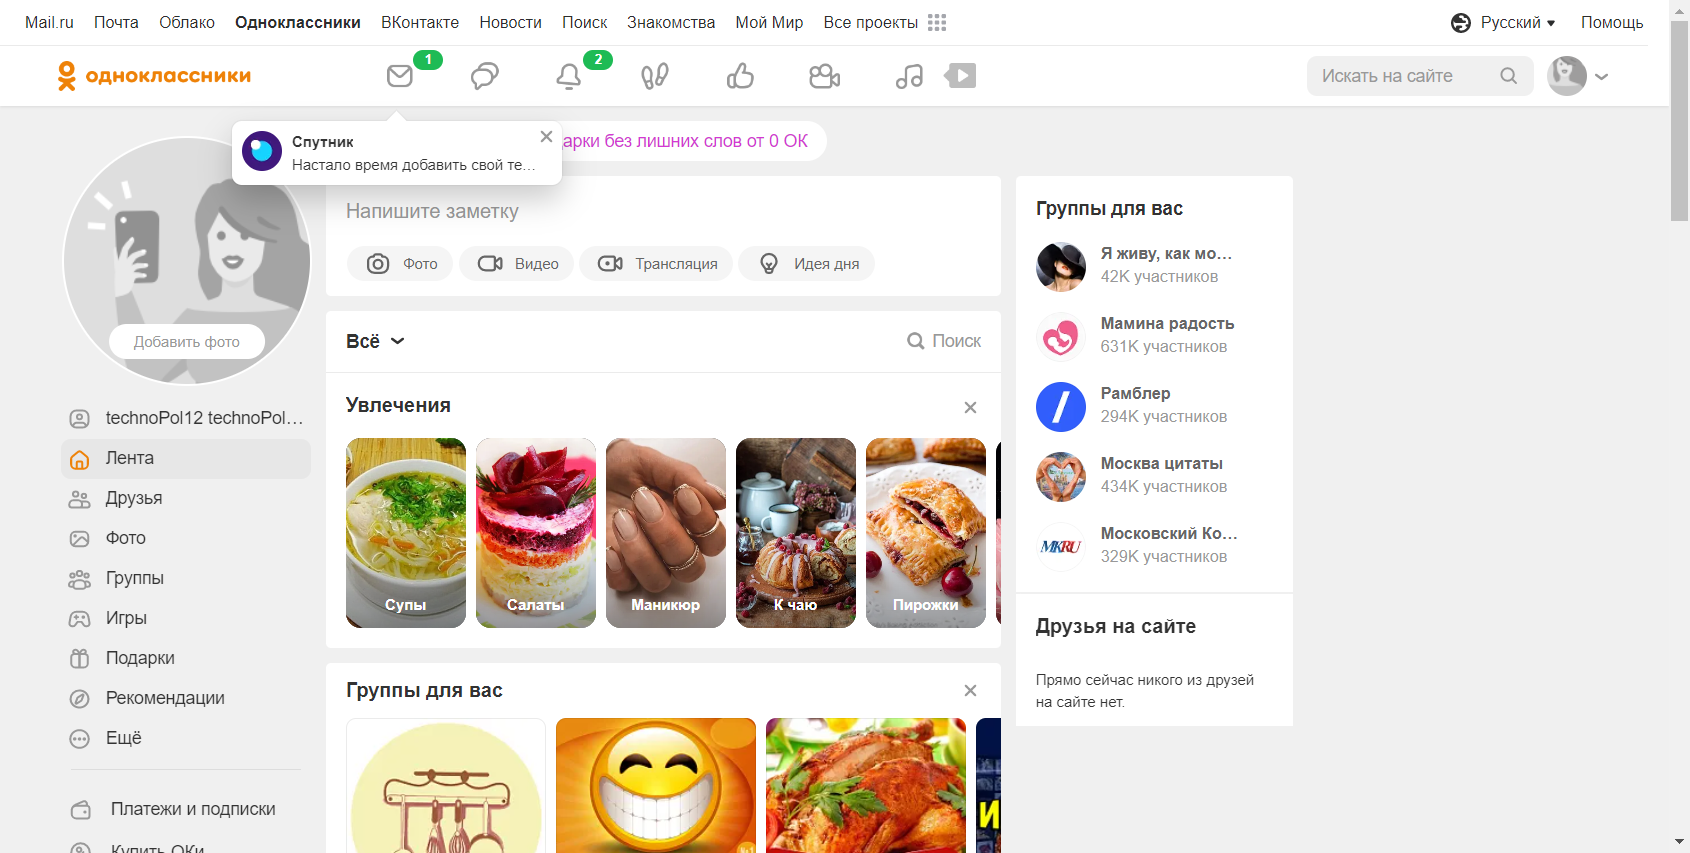 Mail.ru Почта Облако Одноклассники ВКонтакте Новости Поиск Знакомства Мой Мир Все проекты Русский Помощь
одноклассники 1 2 Искать на сайте
Спутник
Настало время добавить свой те...
без лишних слов от 0 ОК
Добавить фото
technoPol12 technoPol...
Лента
Друзья
Фото
Группы
Игры
Подарки
Рекомендации
Ещё
Платежи и подписки
Купить ОКи
Напишите заметку
Фото Видео Трансляция Идея дня
Всё Поиск
Увлечения
Супы Салаты Маникюр К чаю Пирожки
Группы для вас
Группы для вас
Я живу, как мо...
42K участников
Мамина радость
631K участников
Рамблер
294K участников
Москва цитаты
434K участников
MKRU
Московский Ко...
329K участников
Друзья на сайте
Прямо сейчас никого из друзей
на сайте нет.